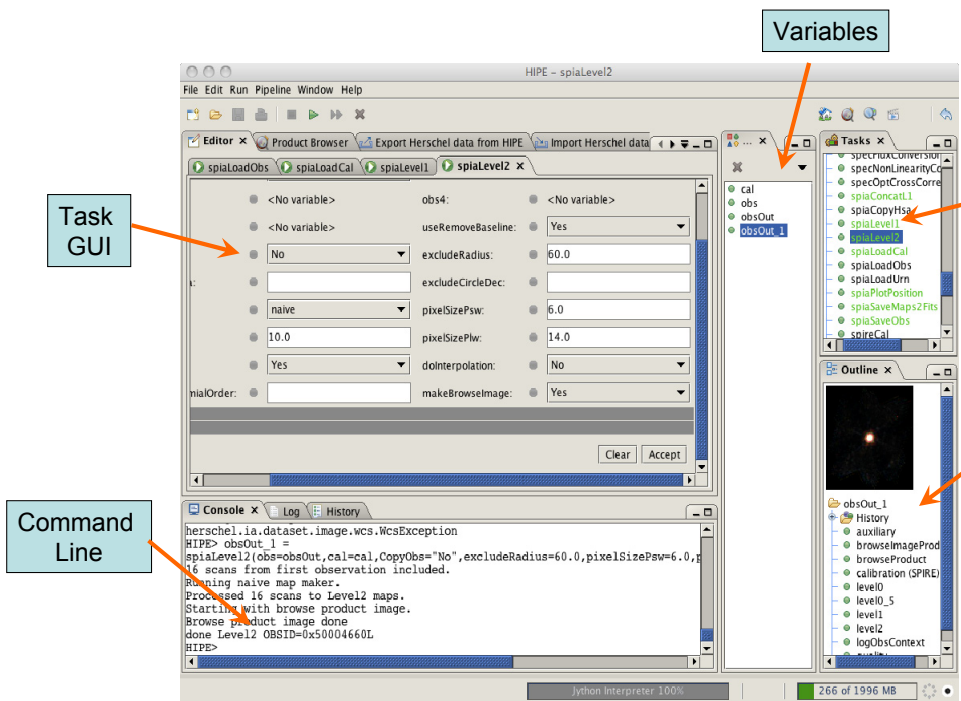 Variables
HIPE – spiaLevel2
File Edit Run Pipeline Window Help
Editor × Product Browser Export Herschel data from HIPE Import Herschel data
... ×
Tasks ×
spiaLoadObs spiaLoadCal spiaLevel1 spiaLevel2 ×
Task
GUI
<No variable> obs4: <No variable>
<No variable> useRemoveBaseline: Yes
No excludeRadius: 60.0
a: excludeCircleDec:
naive pixelSizePsw: 6.0
10.0 pixelSizePlw: 14.0
Yes doInterpolation: No
nialOrder: makeBrowseImage: Yes
Clear Accept
cal
obs
obsOut
obsOut_1
specFluxConversion
specNonLinearityCo
specOptCrossCorre
spiaConcatL1
spiaCopyHsa
spiaLevel1
spiaLevel2
spiaLoadCal
spiaLoadObs
spiaLoadUrn
spiaPlotPosition
spiaSaveMaps2Fits
spiaSaveObs
spireCal
Outline ×
obsOut_1
History
auxiliary
browseImageProd
browseProduct
calibration (SPIRE)
level0
level0_5
level1
level2
logObsContext
quality
Command
Line
Console × Log History
herschel.ia.dataset.image.wcs.WcsException
HIPE> obsOut_1 =
spiaLevel2(obs=obsOut,cal=cal,CopyObs="No",excludeRadius=60.0,pixelSizePsw=6.0,p
16 scans from first observation included.
Running naive map maker.
Processed 16 scans to Level2 maps.
Starting with browse product image.
Browse product image done
done Level2 OBSID=0x50004660L
HIPE>
Jython Interpreter 100%
266 of 1996 MB